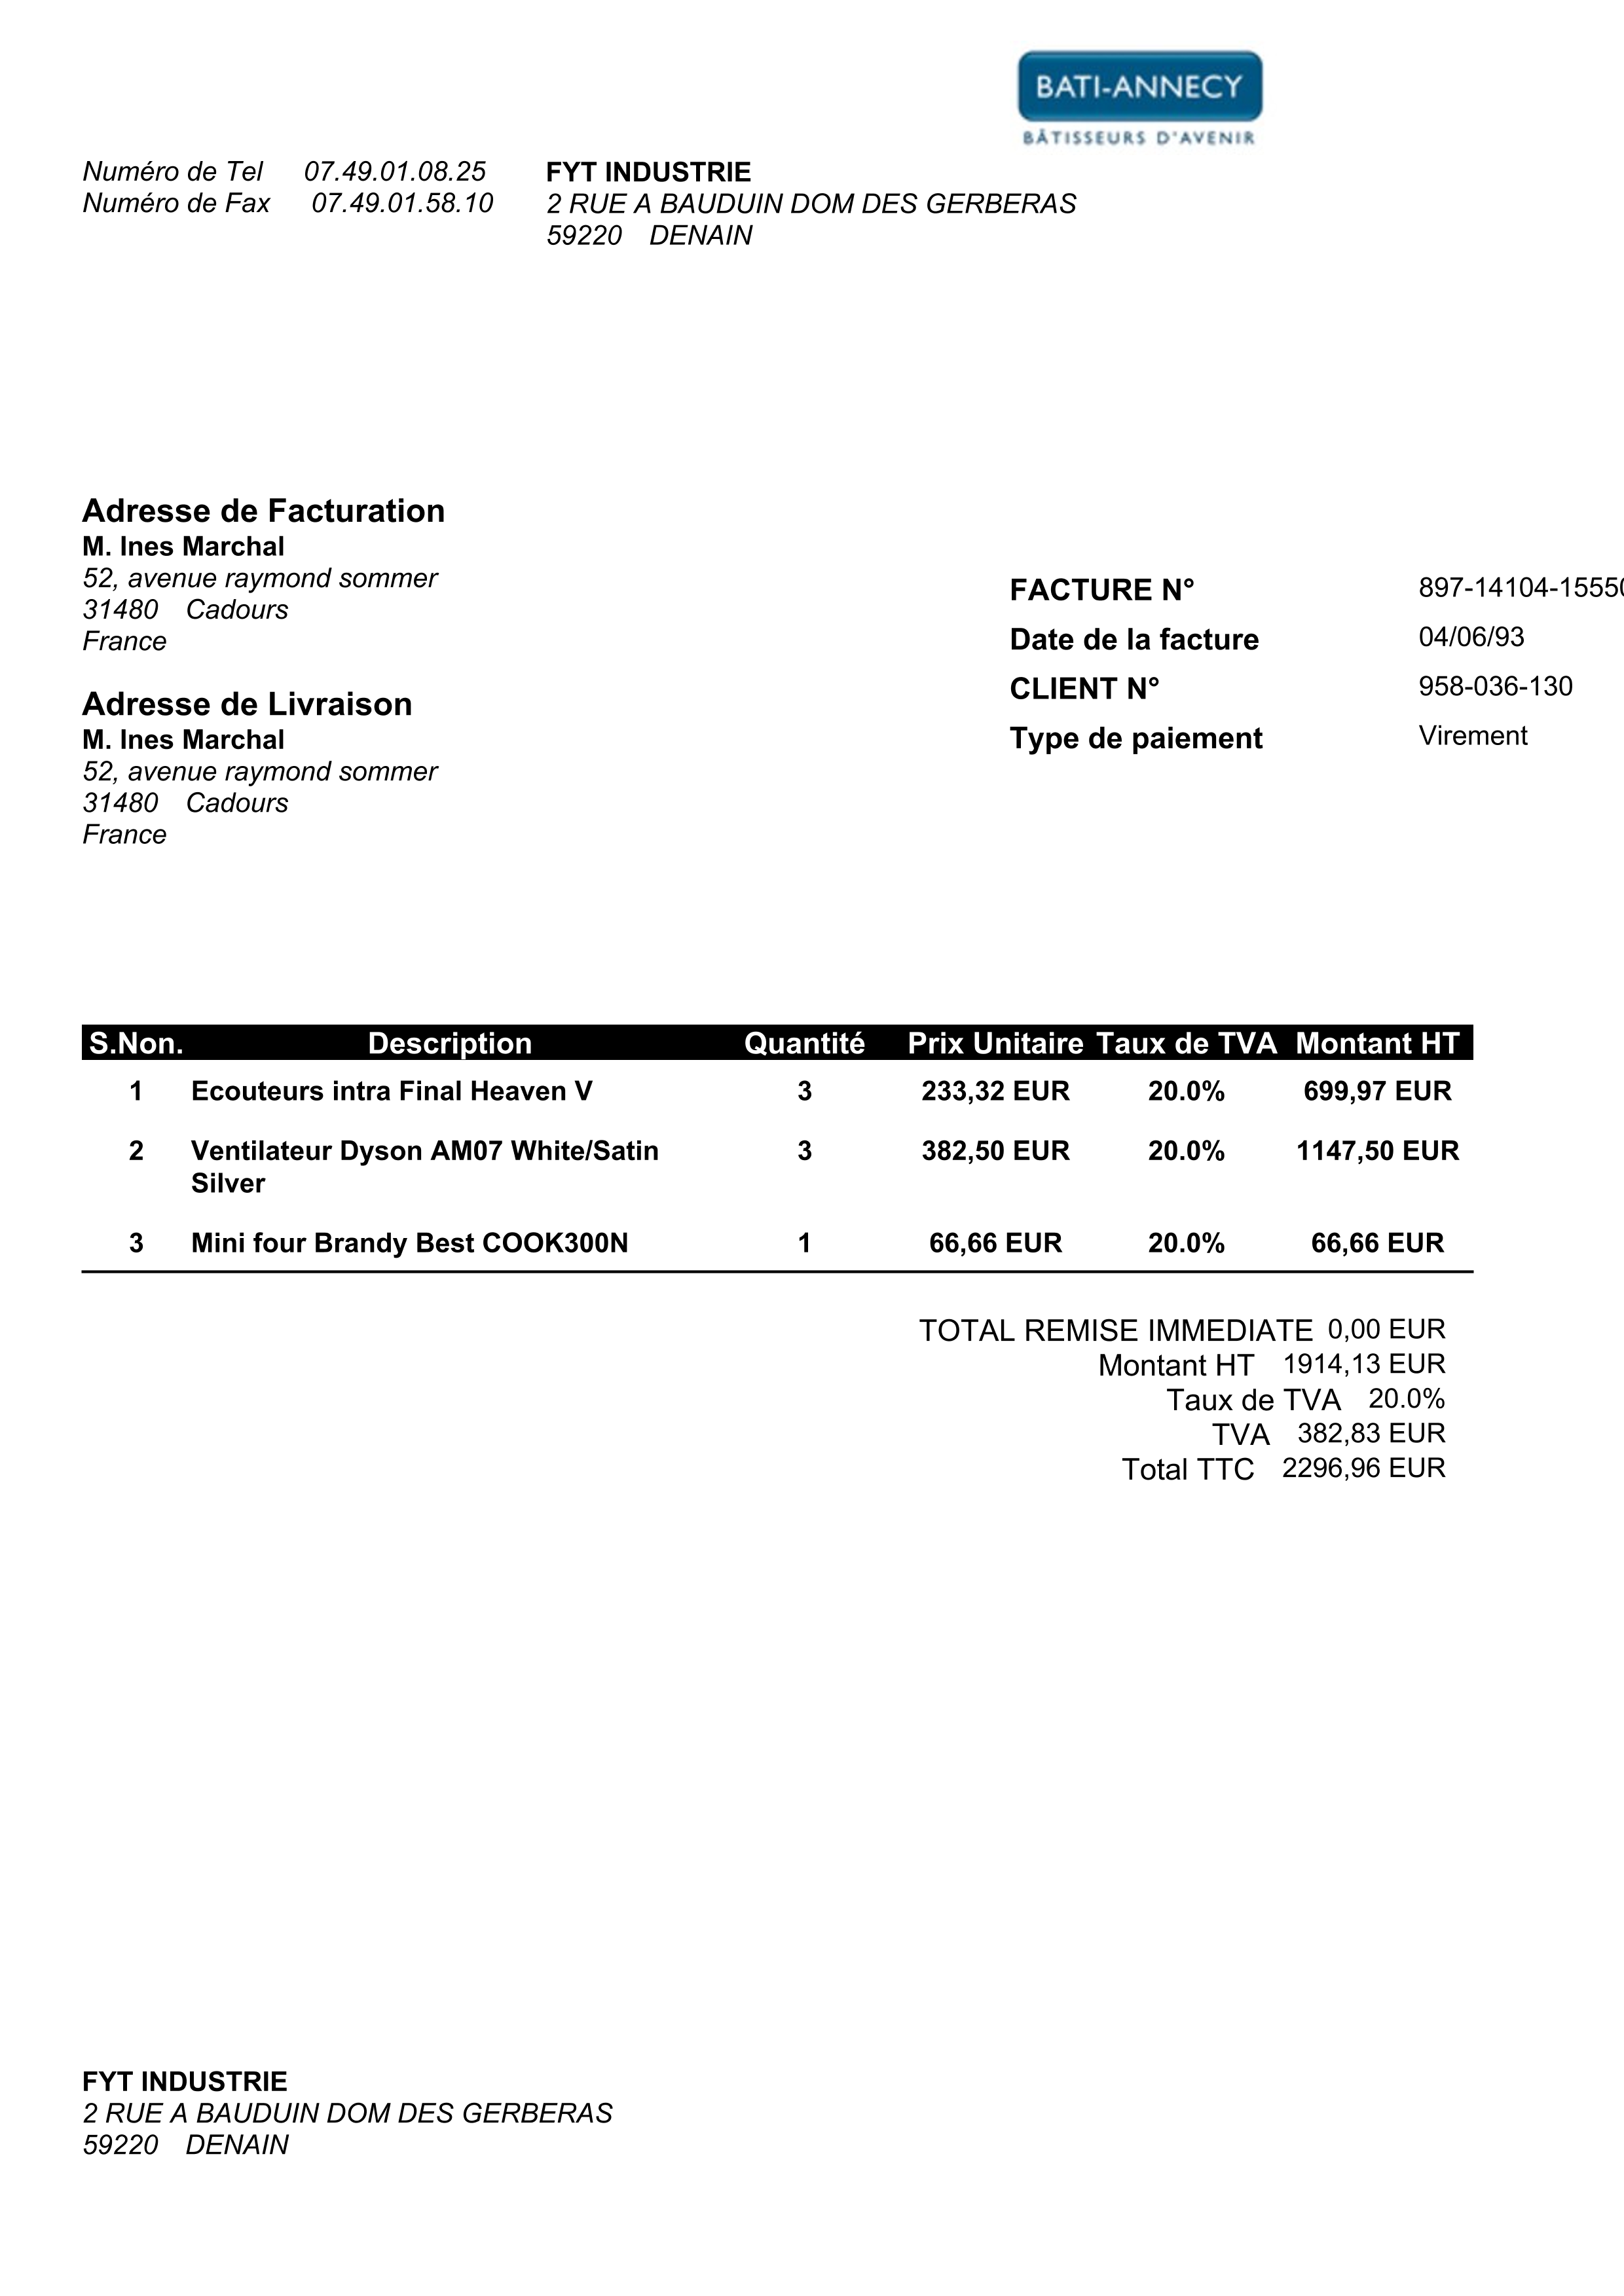 BATI-ANNECY
BÂTISSEURS D'AVENIR
Numéro de Tel 07.49.01.08.25
Numéro de Fax 07.49.01.58.10
FYT INDUSTRIE
2 RUE A BAUDUIN DOM DES GERBERAS
59220 DENAIN
Adresse de Facturation
M. Ines Marchal
52, avenue raymond sommer
31480 Cadours
France
Adresse de Livraison
M. Ines Marchal
52, avenue raymond sommer
31480 Cadours
France
FACTURE N° 897-14104-15550
Date de la facture 04/06/93
CLIENT N° 958-036-130
Type de paiement Virement
S.Non. Description Quantité Prix Unitaire Taux de TVA Montant HT
1 Ecouteurs intra Final Heaven V 3 233,32 EUR 20.0% 699,97 EUR
2 Ventilateur Dyson AM07 White/Satin 3 382,50 EUR 20.0% 1147,50 EUR
Silver
3 Mini four Brandy Best COOK300N 1 66,66 EUR 20.0% 66,66 EUR
TOTAL REMISE IMMEDIATE 0,00 EUR
Montant HT 1914,13 EUR
Taux de TVA 20.0%
TVA 382,83 EUR
Total TTC 2296,96 EUR
FYT INDUSTRIE
2 RUE A BAUDUIN DOM DES GERBERAS
59220 DENAIN